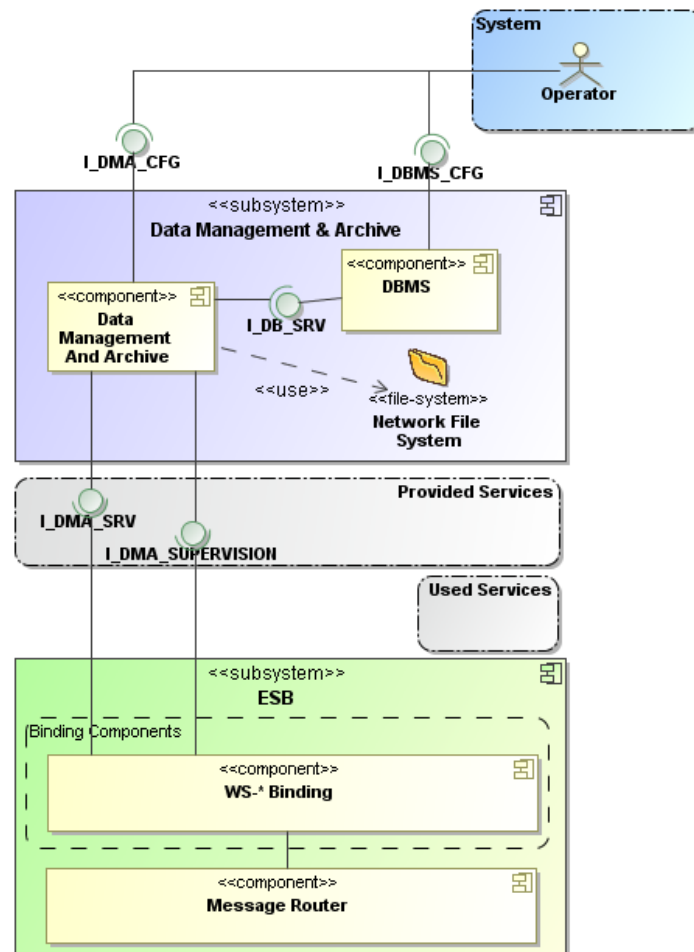 System
Operator
I_DMA_CFG
I_DBMS_CFG
<<subsystem>>
Data Management & Archive
<<component>>
DBMS
<<component>>
Data
Management
And Archive
I_DB_SRV
<<use>>
<<file-system>>
Network File
System
Provided Services
I_DMA_SRV
I_DMA_SUPERVISION
Used Services
<<subsystem>>
ESB
Binding Components
<<component>>
WS-* Binding
<<component>>
Message Router